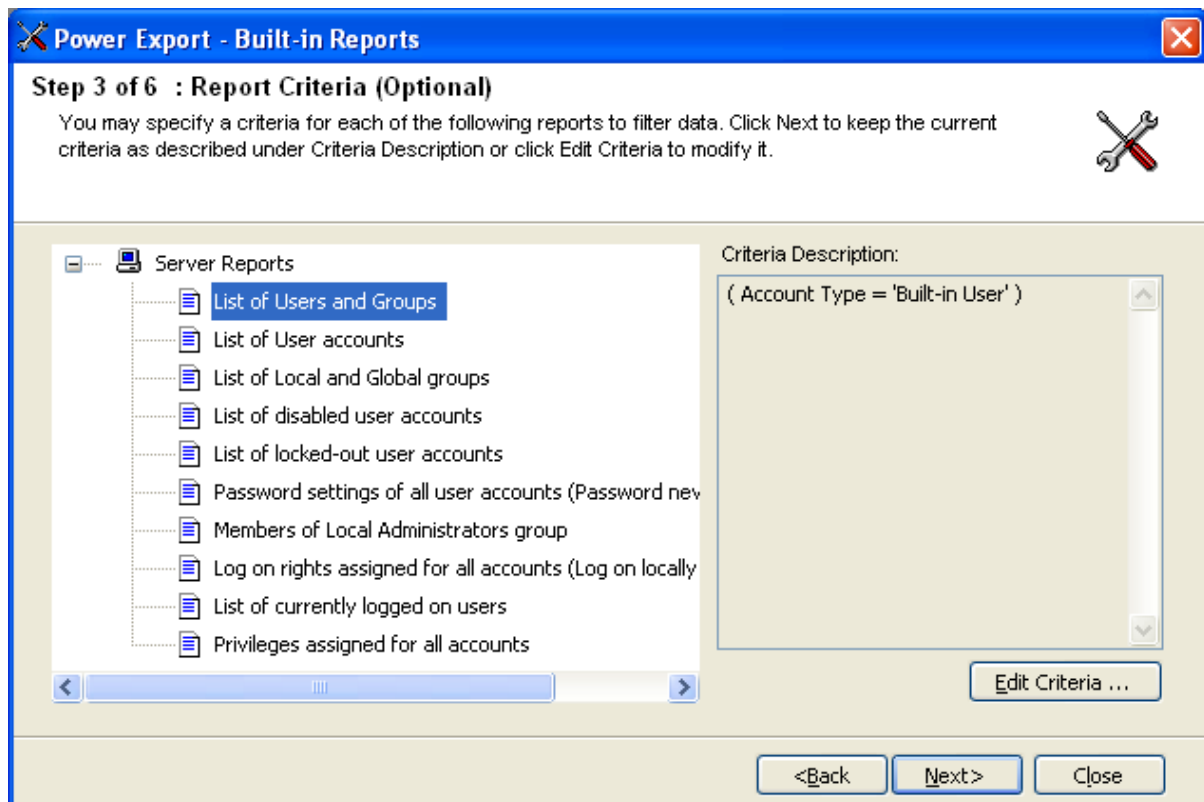 Power Export - Built-in Reports
Step 3 of 6  : Report Criteria (Optional)
You may specify a criteria for each of the following reports to filter data. Click Next to keep the current
criteria as described under Criteria Description or click Edit Criteria to modify it.
Server Reports
List of Users and Groups
List of User accounts
List of Local and Global groups
List of disabled user accounts
List of locked-out user accounts
Password settings of all user accounts (Password nev
Members of Local Administrators group
Log on rights assigned for all accounts (Log on locally
List of currently logged on users
Privileges assigned for all accounts
Criteria Description:
( Account Type = 'Built-in User' )
Edit Criteria ...
<Back
Next>
Close